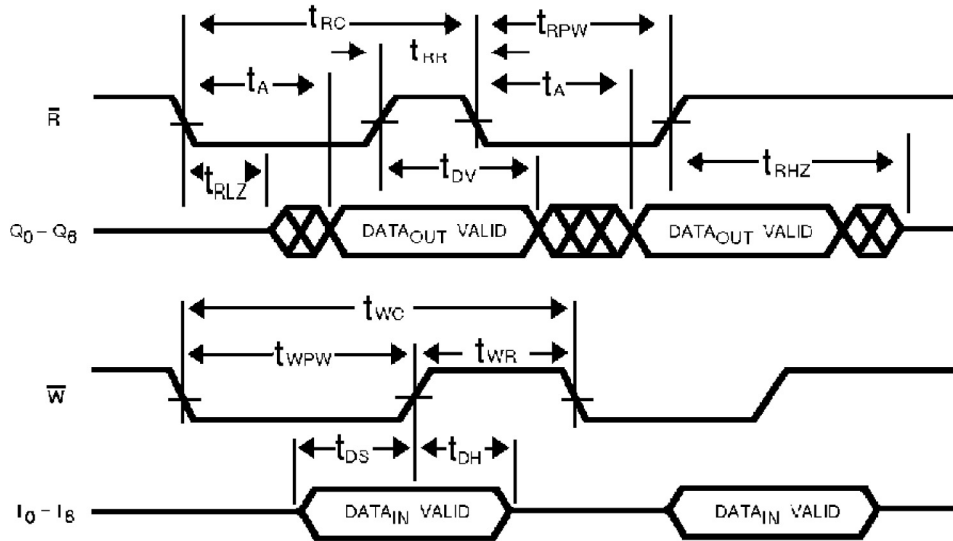 tRC tRPW
tRR
tA tA
R̅
tRLZ tDV tRHZ
Q0-Q8 DATAOUT VALID DATAOUT VALID
tWC
tWPW tWR
W̅
tDS tDH
I0-I8 DATAIN VALID DATAIN VALID